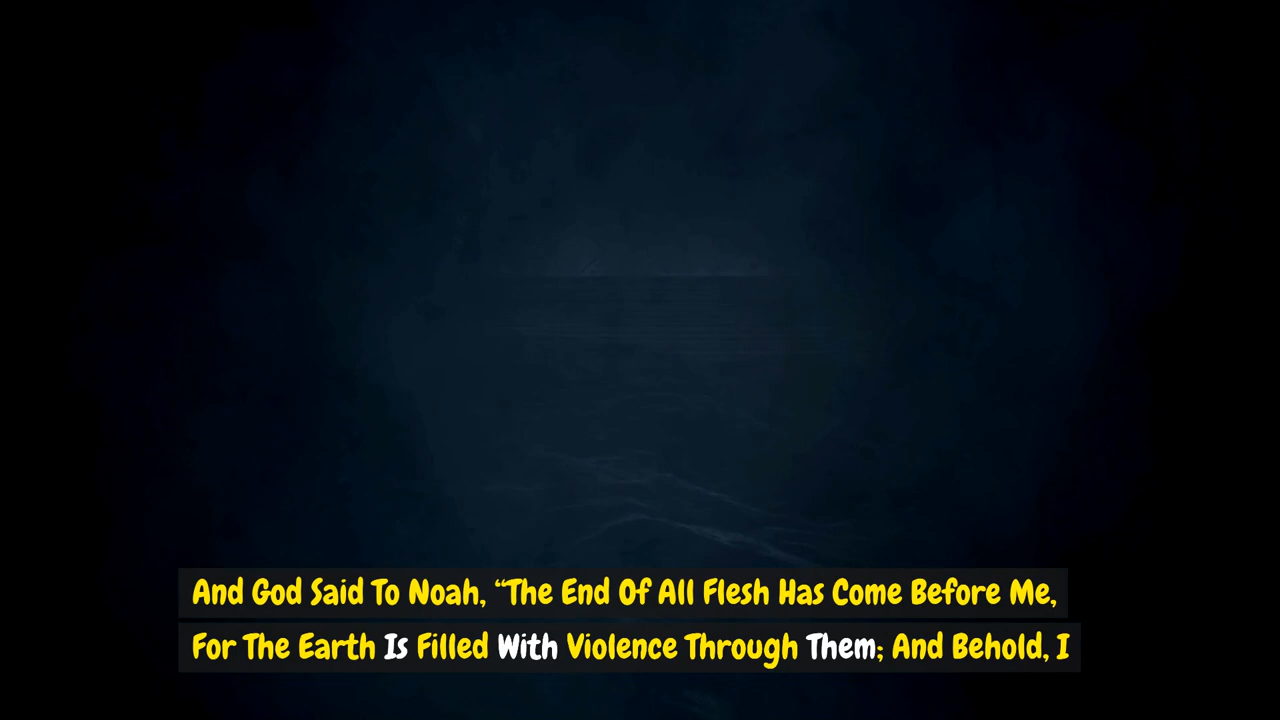 And God Said To Noah, “The End Of All Flesh Has Come Before Me,
For The Earth Is Filled With Violence Through Them; And Behold, I